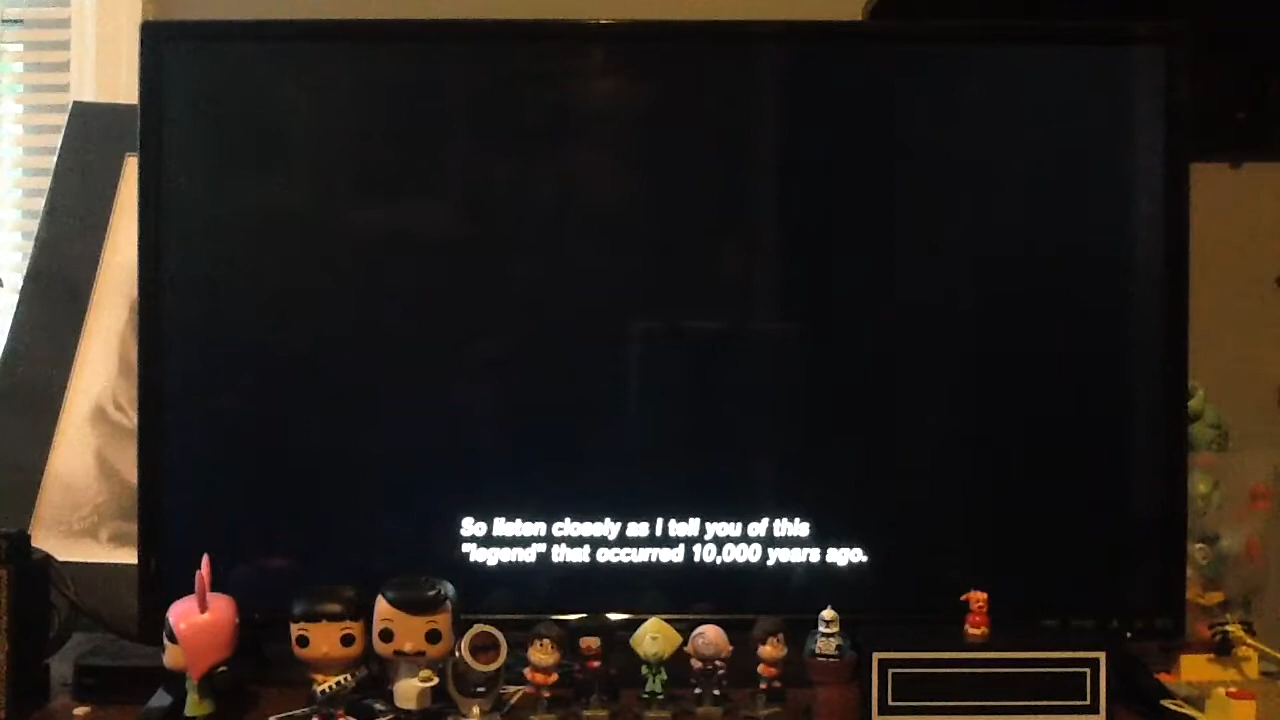 So listen closely as I tell you of this
"legend" that occurred 10,000 years ago.